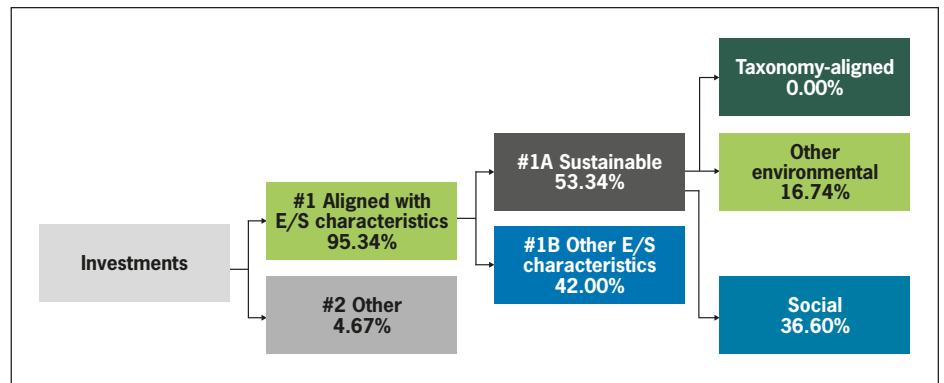 Investments
#1 Aligned with
E/S characteristics
95.34%
#2 Other
4.67%
#1A Sustainable
53.34%
#1B Other E/S
characteristics
42.00%
Taxonomy-aligned
0.00%
Other
environmental
16.74%
Social
36.60%